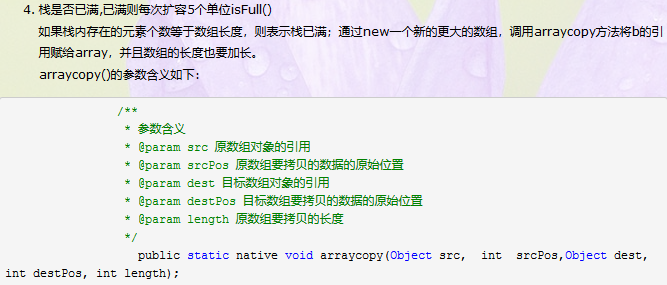 4. 栈是否已满,已满则每次扩容5个单位isFull()
如果栈内存在的元素个数等于数组长度，则表示栈已满；通过new一个新的更大的数组，调用arraycopy方法将b的引
用赋给array，并且数组的长度也要加长。
arraycopy()的参数含义如下：
/**
* 参数含义
* @param src 原数组对象的引用
* @param srcPos 原数组要拷贝的数据的原始位置
* @param dest 目标数组对象的引用
* @param destPos 目标数组要拷贝的数据的原始位置
* @param length 原数组要拷贝的长度
*/
public static native void arraycopy(Object src, int srcPos,Object dest,
int destPos, int length);